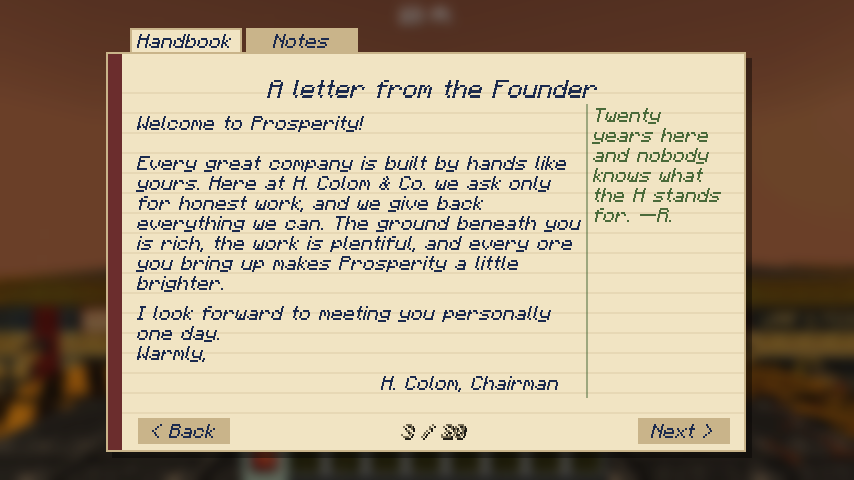 Handbook
Notes
A letter from the Founder
Welcome to Prosperity!
Every great company is built by hands like
yours. Here at H. Colom & Co. we ask only
for honest work, and we give back
everything we can. The ground beneath you
is rich, the work is plentiful, and every ore
you bring up makes Prosperity a little
brighter.
I look forward to meeting you personally
one day.
Warmly,
H. Colom, Chairman
Twenty
years here
and nobody
knows what
the H stands
for. —R.
< Back
3 / 20
Next >